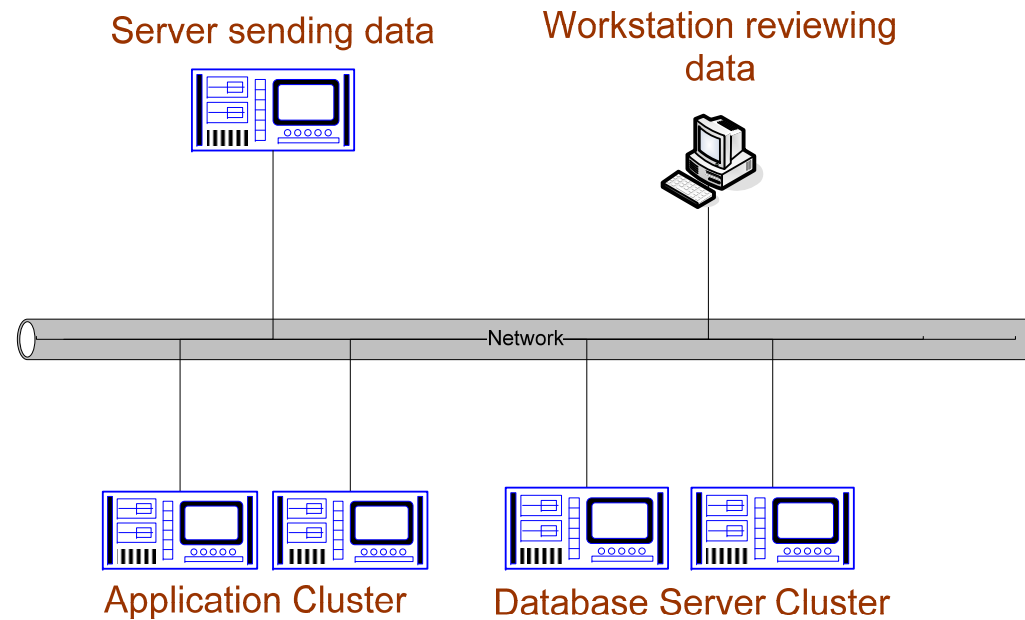 Server sending data
Workstation reviewing
data
Network
Application Cluster
Database Server Cluster